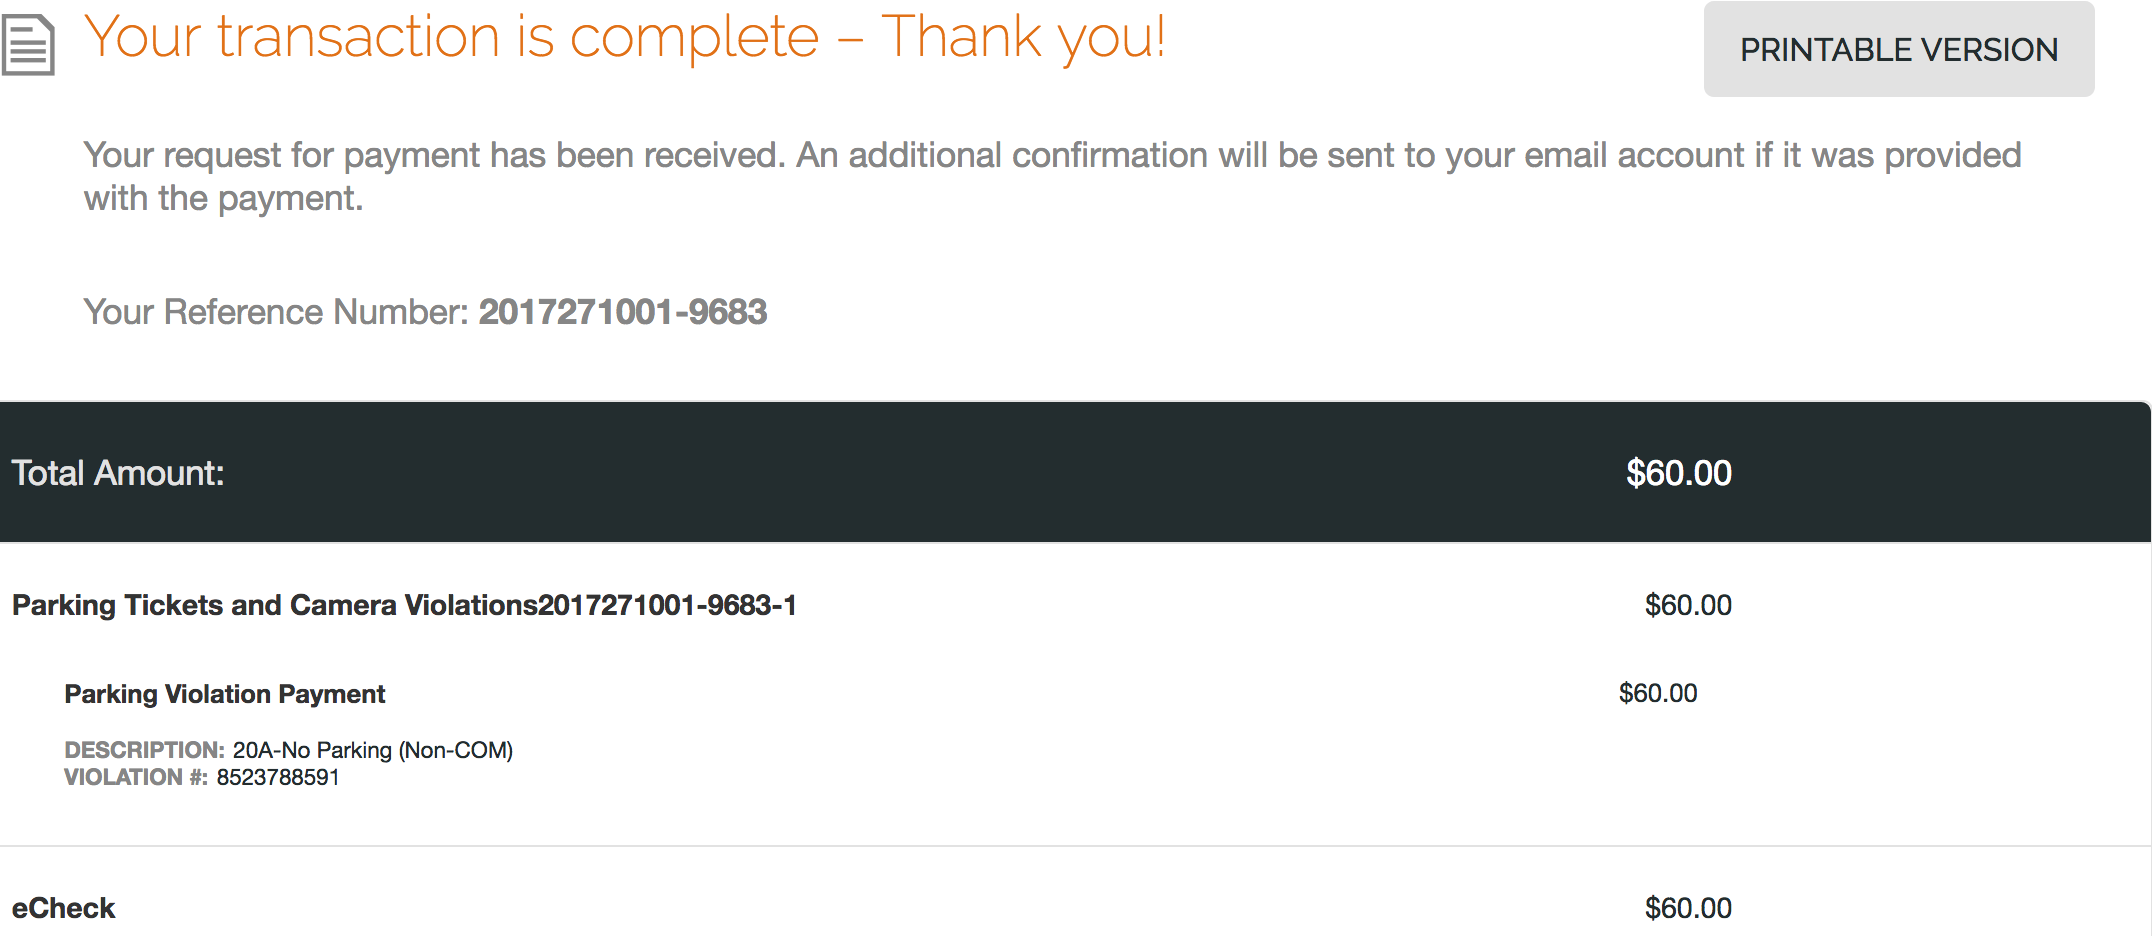 Your transaction is complete – Thank you!
PRINTABLE VERSION
Your request for payment has been received. An additional confirmation will be sent to your email account if it was provided
with the payment.
Your Reference Number: 2017271001-9683
Total Amount: $60.00
Parking Tickets and Camera Violations2017271001-9683-1 $60.00
Parking Violation Payment $60.00
DESCRIPTION: 20A-No Parking (Non-COM)
VIOLATION #: 8523788591
eCheck $60.00